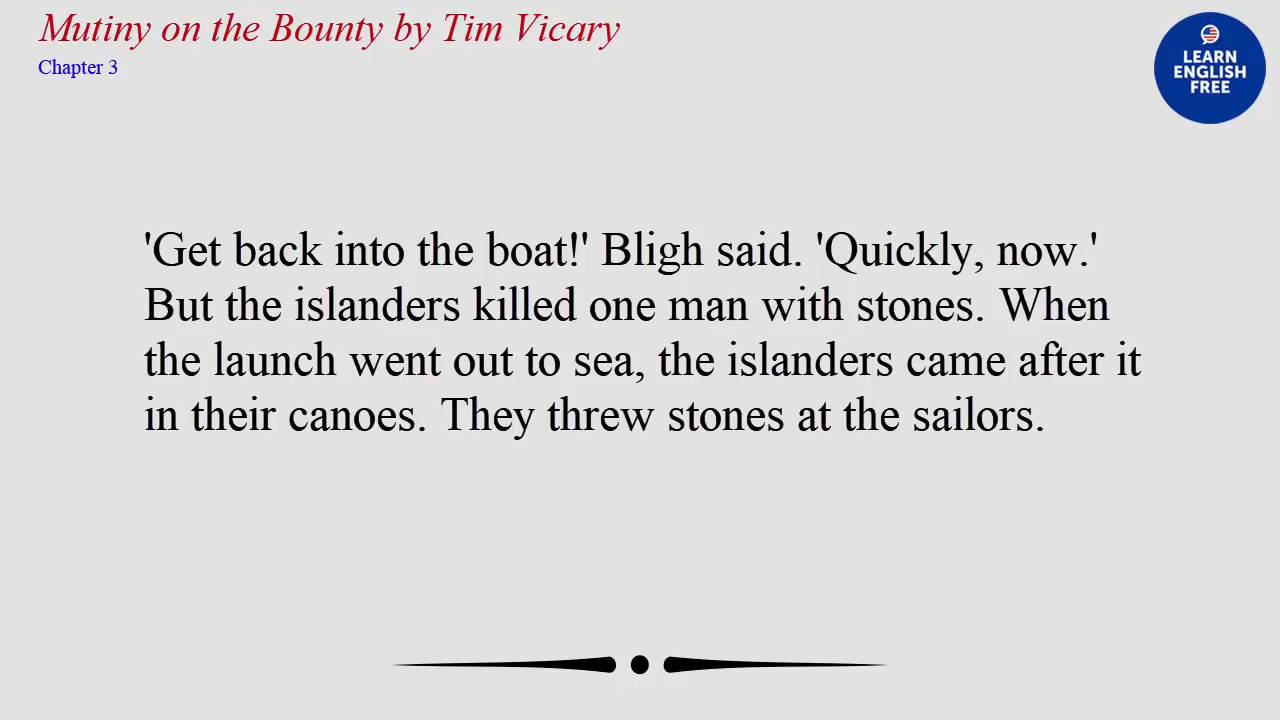 Mutiny on the Bounty by Tim Vicary
Chapter 3
LEARN
ENGLISH
FREE
'Get back into the boat!' Bligh said. 'Quickly, now.'
But the islanders killed one man with stones. When
the launch went out to sea, the islanders came after it
in their canoes. They threw stones at the sailors.